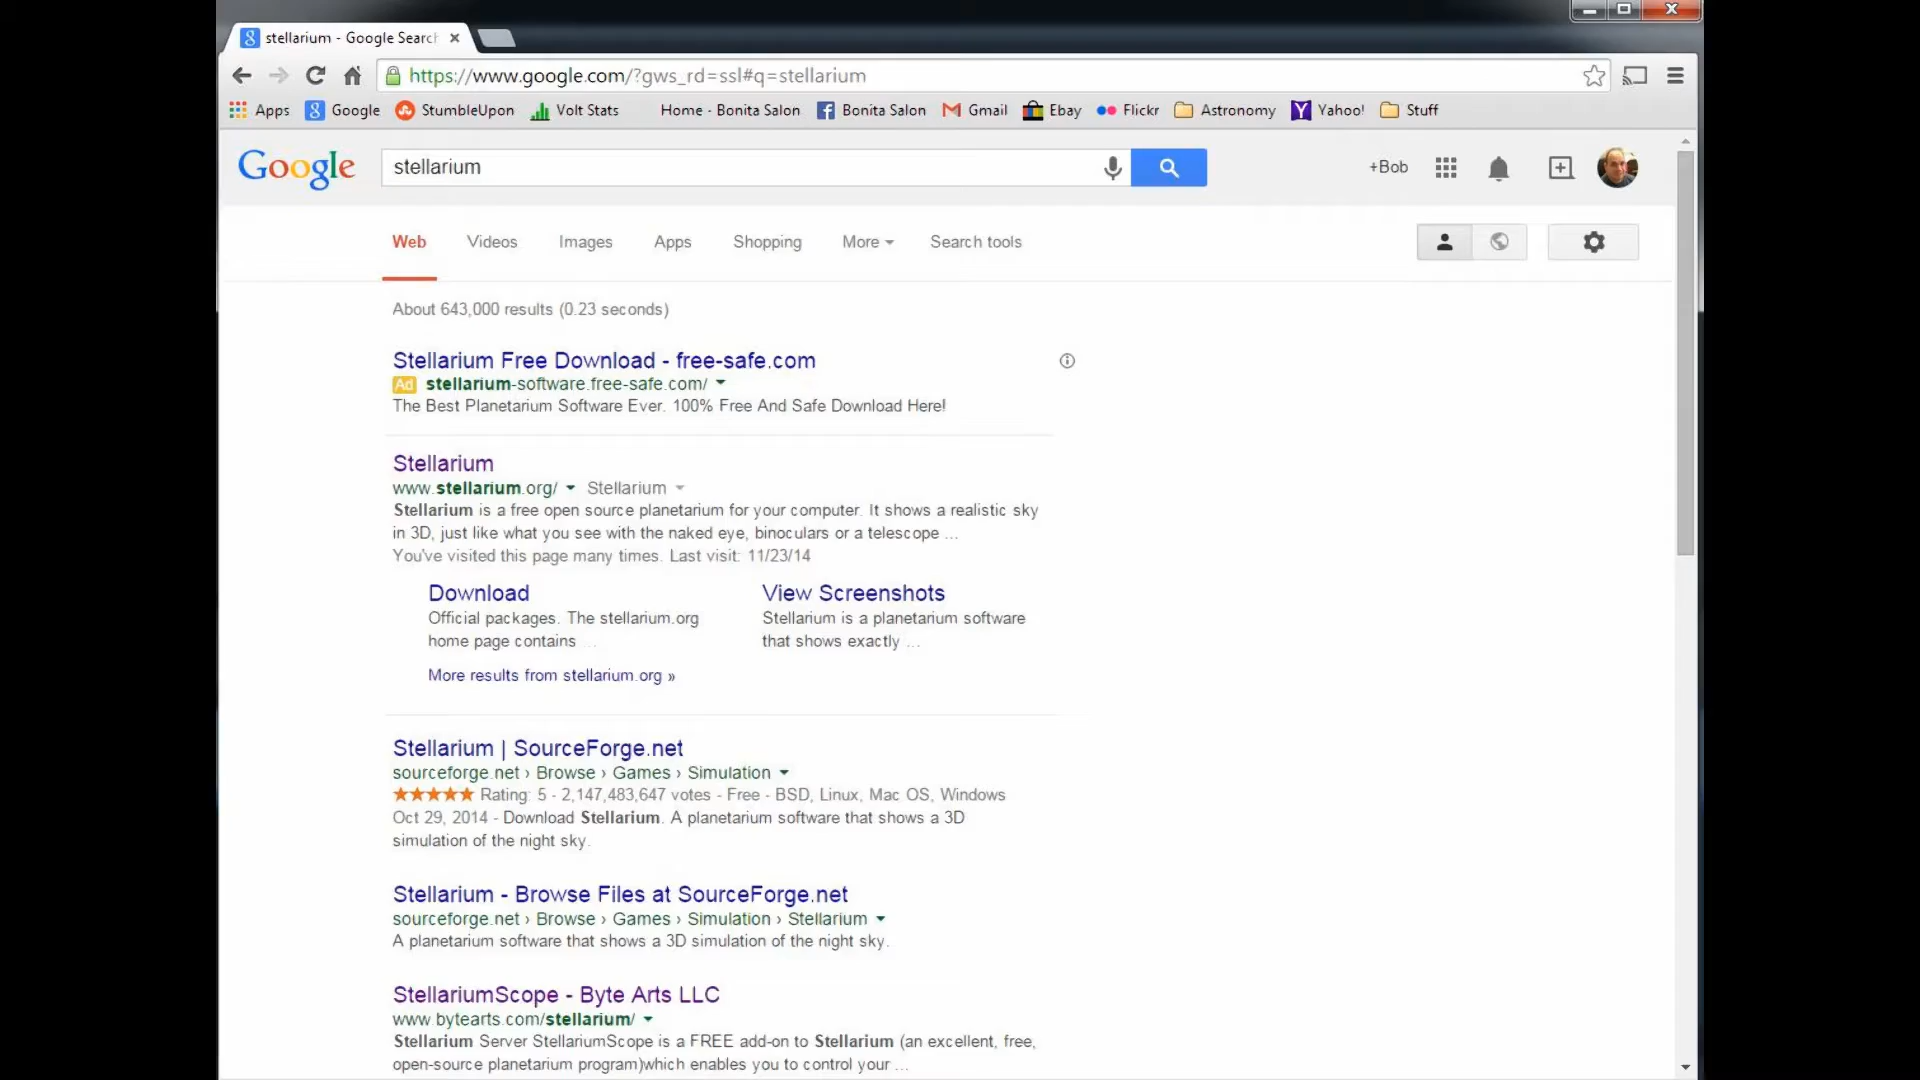 stellarium - Google Search
https://www.google.com/?gws_rd=ssl#q=stellarium
Apps Google StumbleUpon Volt Stats Home - Bonita Salon Bonita Salon Gmail Ebay Flickr Astronomy Yahoo! Stuff
Google stellarium +Bob
Web Videos Images Apps Shopping More Search tools
About 643,000 results (0.23 seconds)
Stellarium Free Download - free-safe.com
Ad stellarium-software.free-safe.com/
The Best Planetarium Software Ever. 100% Free And Safe Download Here!
Stellarium
www.stellarium.org/ Stellarium
Stellarium is a free open source planetarium for your computer. It shows a realistic sky
in 3D, just like what you see with the naked eye, binoculars or a telescope ...
You've visited this page many times. Last visit: 11/23/14
Download View Screenshots
Official packages. The stellarium.org Stellarium is a planetarium software
home page contains ... that shows exactly ...
More results from stellarium.org »
Stellarium | SourceForge.net
sourceforge.net › Browse › Games › Simulation
Rating: 5 - 2,147,483,647 votes - Free - BSD, Linux, Mac OS, Windows
Oct 29, 2014 - Download Stellarium. A planetarium software that shows a 3D
simulation of the night sky.
Stellarium - Browse Files at SourceForge.net
sourceforge.net › Browse › Games › Simulation › Stellarium
A planetarium software that shows a 3D simulation of the night sky.
StellariumScope - Byte Arts LLC
www.bytearts.com/stellarium/
Stellarium Server StellariumScope is a FREE add-on to Stellarium (an excellent, free,
open-source planetarium program)which enables you to control your ...